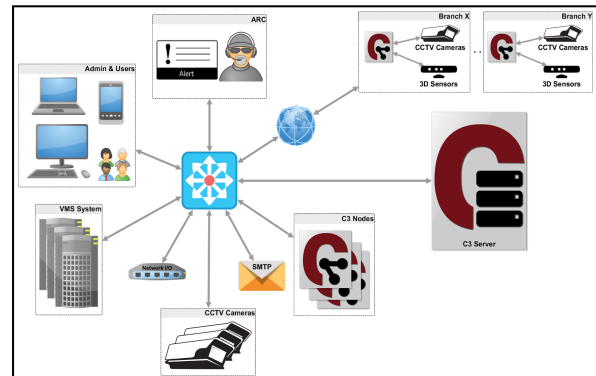 ARC
Alert
Branch X
CCTV Cameras
3D Sensors
. .
Branch Y
CCTV Cameras
3D Sensors
Admin & Users
VMS System
Network I/O
SMTP
C3 Nodes
C3 Server
CCTV Cameras